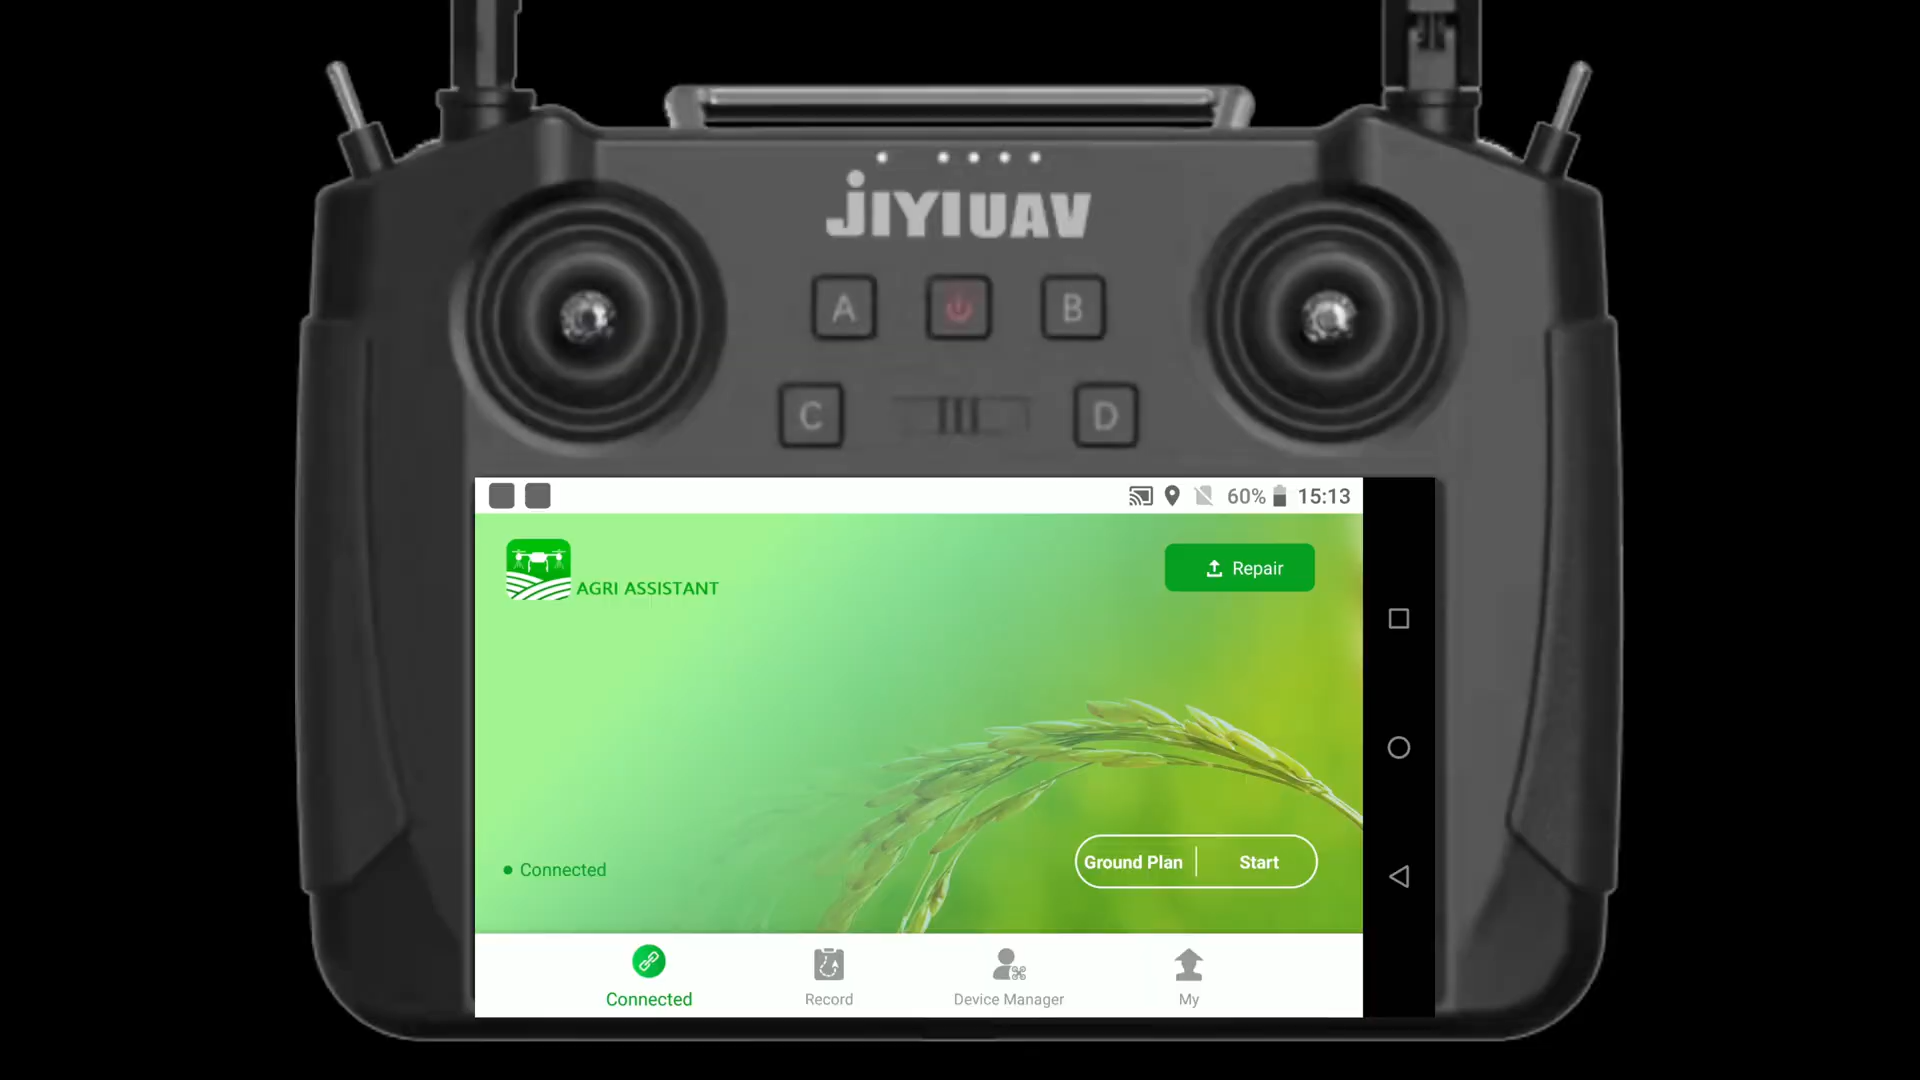 JIYIUAV
A
B
C
D
60% 15:13
AGRI ASSISTANT
Repair
Connected
Ground Plan
Start
Connected
Record
Device Manager
My